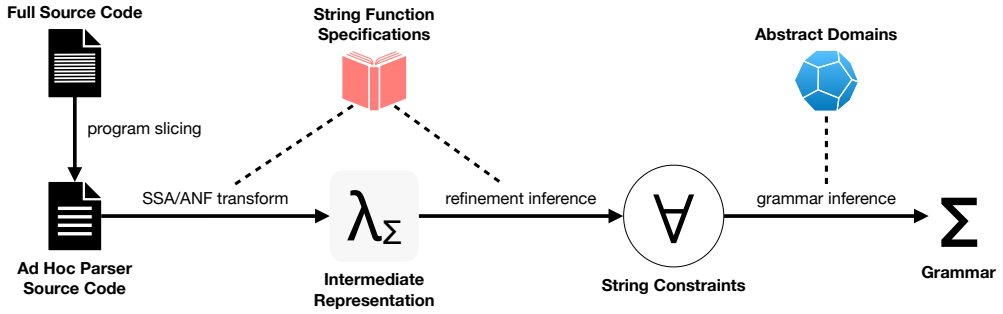 Full Source Code
String Function
Specifications
Abstract Domains
program slicing
SSA/ANF transform
λΣ
refinement inference
∀
grammar inference
Σ
Ad Hoc Parser
Source Code
Intermediate
Representation
String Constraints
Grammar